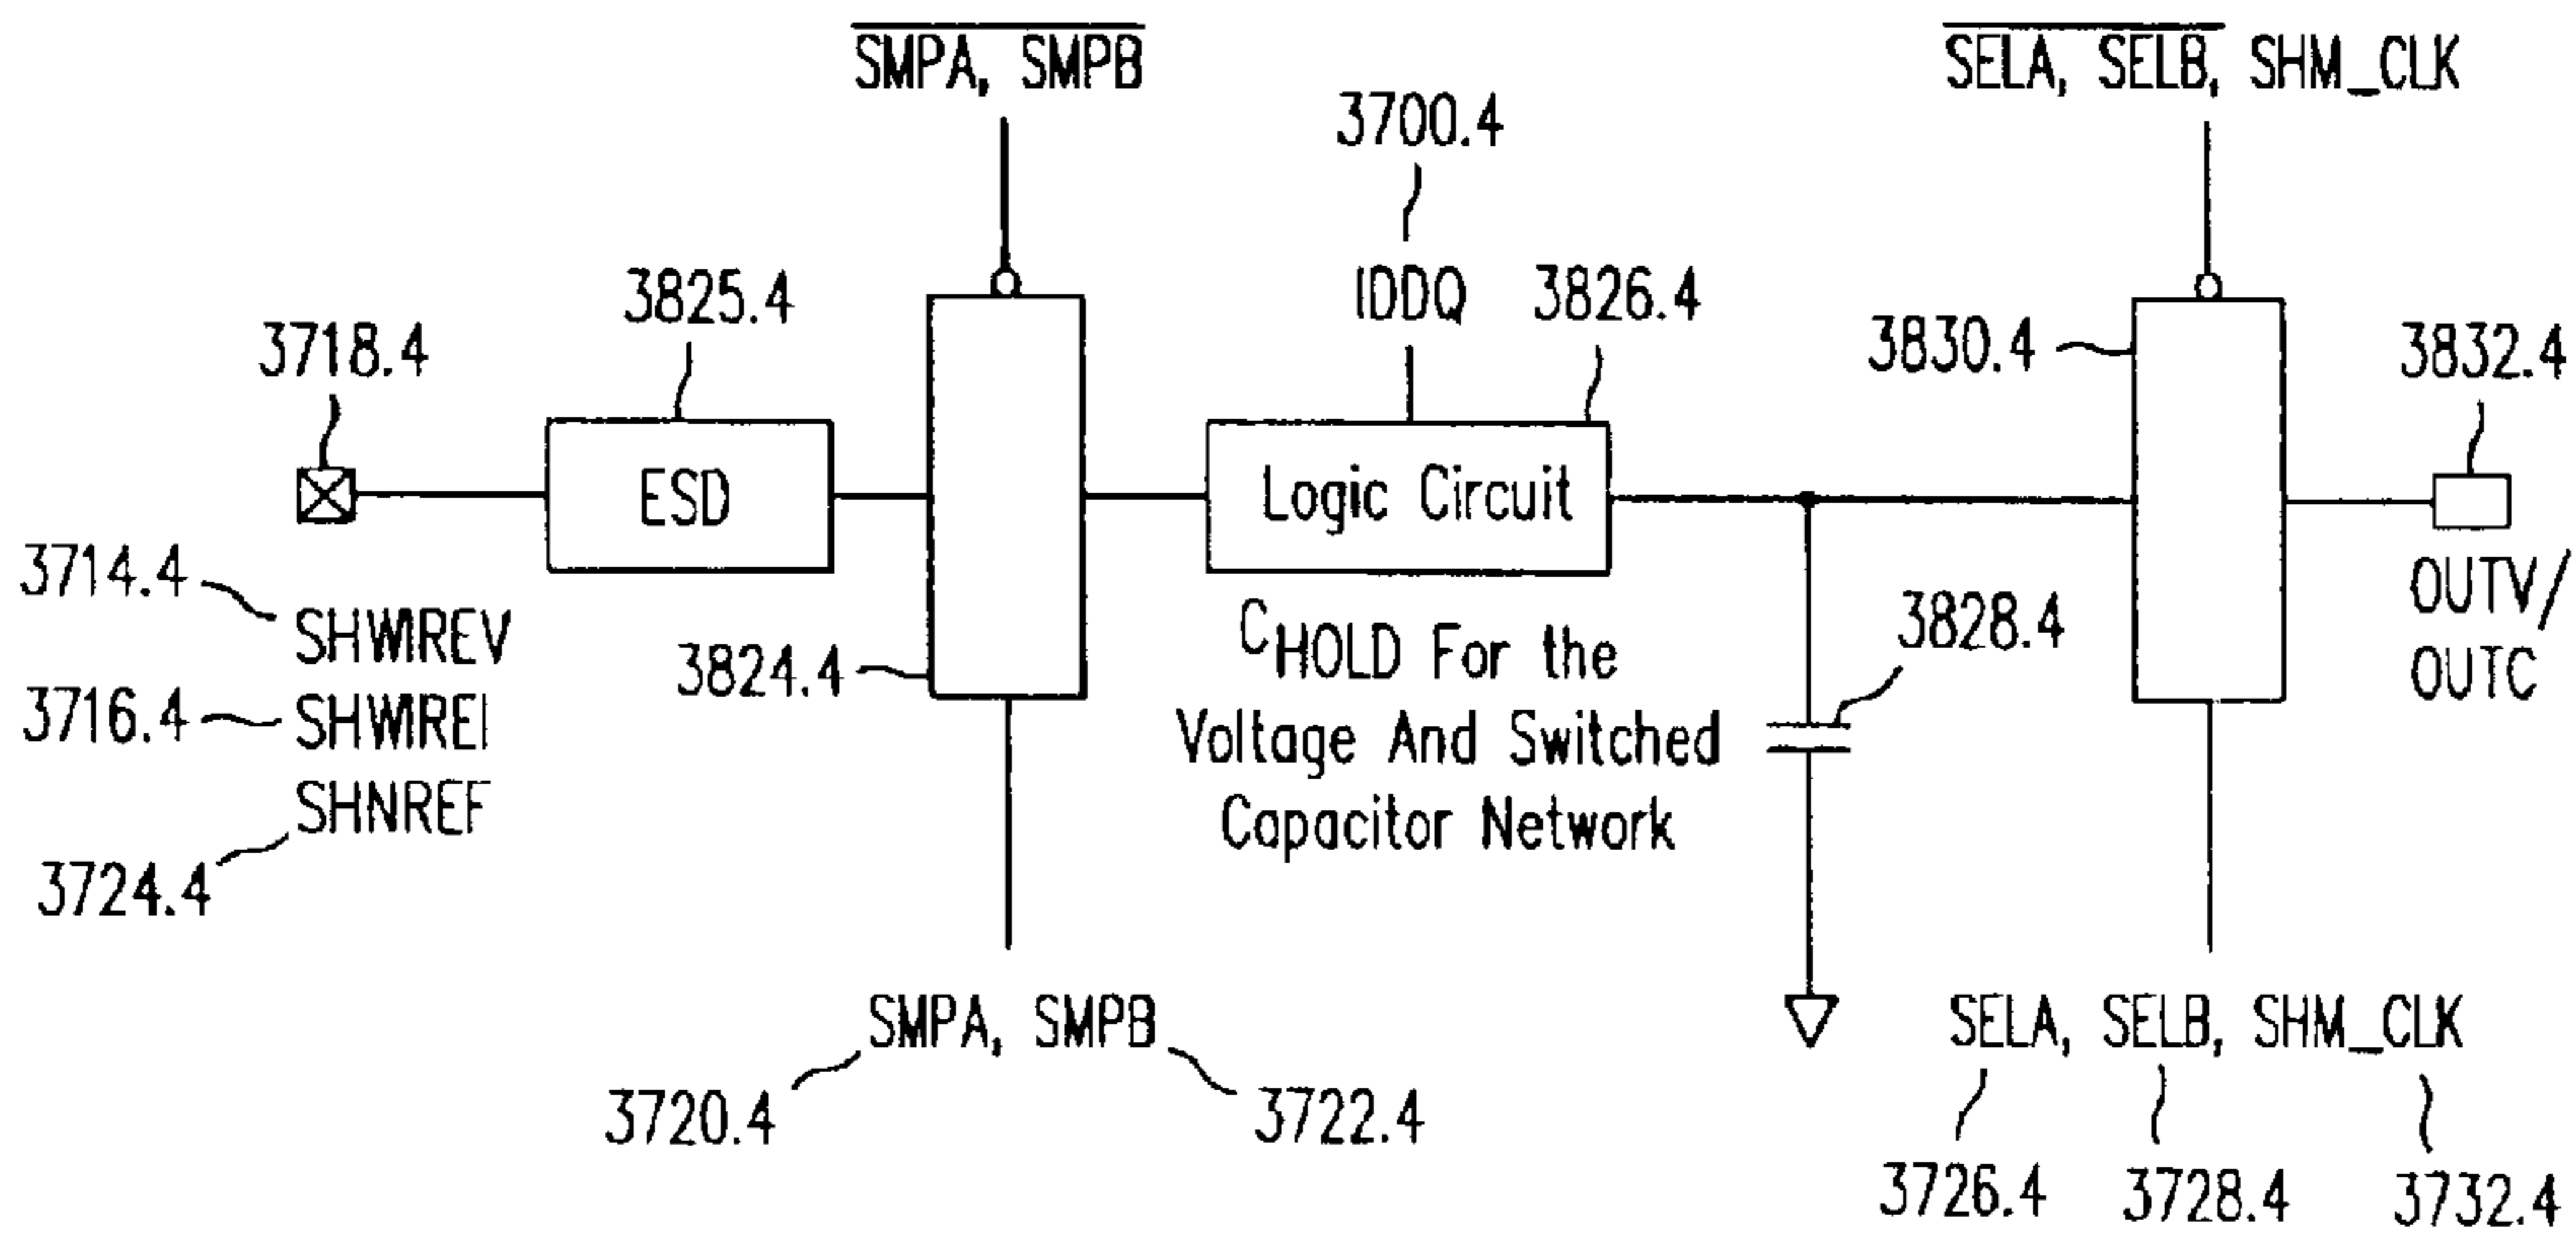 SMPA, SMPB
SELA, SELB, SHM_CLK
3700.4
3825.4
IDDQ
3826.4
3718.4
3830.4
3832.4
ESD
Logic Circuit
3714.4
SHWIREV
3824.4
CHOLD For the
3828.4
OUTV/
3716.4
SHWIREI
Voltage And Switched
OUTC
SHNREF
Capacitor Network
3724.4
SMPA, SMPB
SELA, SELB, SHM_CLK
3720.4
3722.4
3726.4
3728.4
3732.4